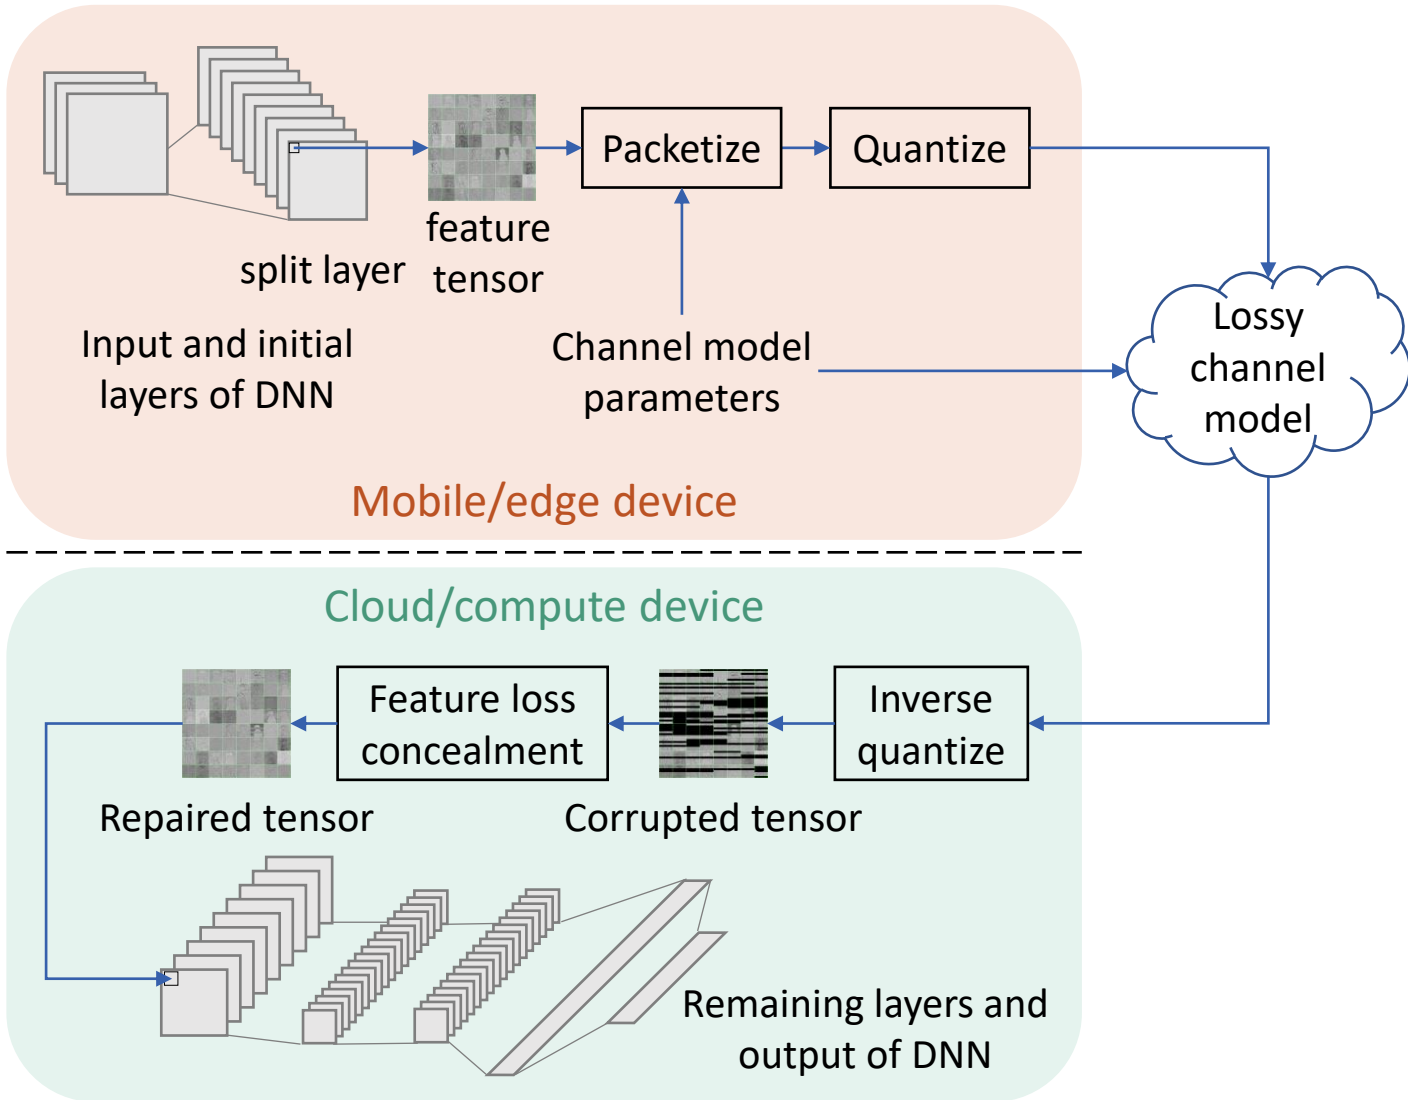 Packetize
Quantize
feature
tensor
split layer
Input and initial
layers of DNN
Channel model
parameters
Lossy
channel
model
Mobile/edge device
Cloud/compute device
Feature loss
concealment
Inverse
quantize
Repaired tensor
Corrupted tensor
Remaining layers and
output of DNN